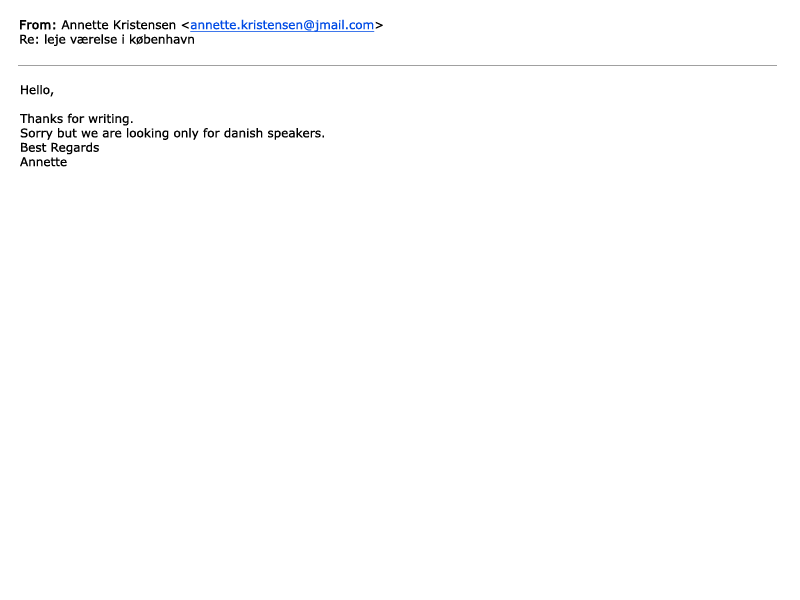 From: Annette Kristensen <annette.kristensen@jmail.com>
Re: leje værelse i københavn
Hello,
Thanks for writing.
Sorry but we are looking only for danish speakers.
Best Regards
Annette